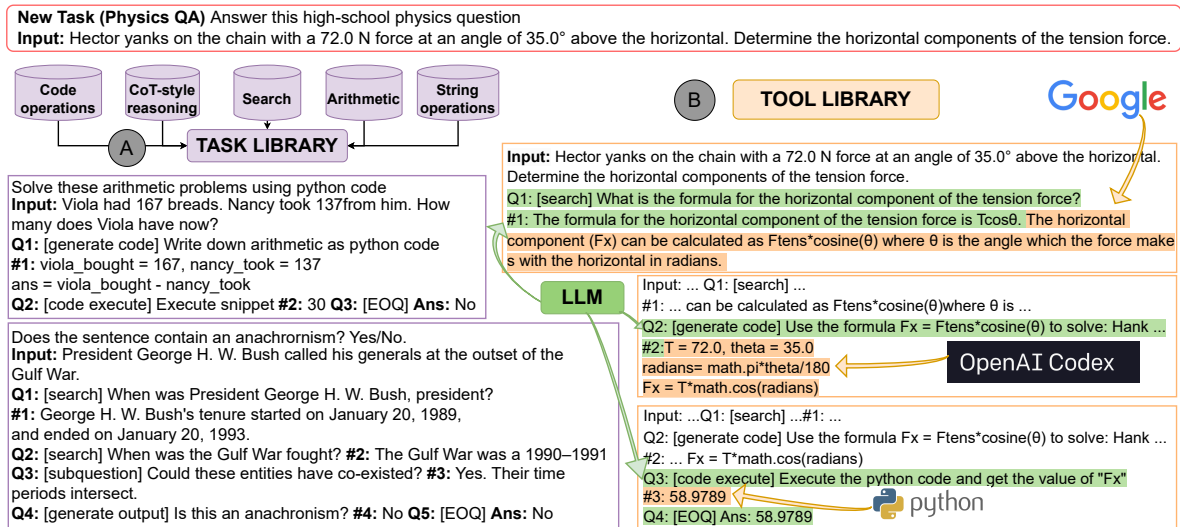 New Task (Physics QA) Answer this high-school physics question
Input: Hector yanks on the chain with a 72.0 N force at an angle of 35.0° above the horizontal. Determine the horizontal components of the tension force.
Code operations
CoT-style reasoning
Search
Arithmetic
String operations
A
TASK LIBRARY
B
TOOL LIBRARY
Google
Solve these arithmetic problems using python code
Input: Viola had 167 breads. Nancy took 137from him. How
many does Viola have now?
Q1: [generate code] Write down arithmetic as python code
#1: viola_bought = 167, nancy_took = 137
ans = viola_bought - nancy_took
Q2: [code execute] Execute snippet #2: 30 Q3: [EOQ] Ans: No
Does the sentence contain an anachrornism? Yes/No.
Input: President George H. W. Bush called his generals at the outset of the
Gulf War.
Q1: [search] When was President George H. W. Bush, president?
#1: George H. W. Bush's tenure started on January 20, 1989,
and ended on January 20, 1993.
Q2: [search] When was the Gulf War fought? #2: The Gulf War was a 1990–1991
Q3: [subquestion] Could these entities have co-existed? #3: Yes. Their time
periods intersect.
Q4: [generate output] Is this an anachronism? #4: No Q5: [EOQ] Ans: No
LLM
Input: Hector yanks on the chain with a 72.0 N force at an angle of 35.0° above the horizontal.
Determine the horizontal components of the tension force.
Q1: [search] What is the formula for the horizontal component of the tension force?
#1: The formula for the horizontal component of the tension force is Tcosθ. The horizontal
component (Fx) can be calculated as Ftens*cosine(θ) where θ is the angle which the force make
s with the horizontal in radians.
Input: ... Q1: [search] ...
#1: ... can be calculated as Ftens*cosine(θ)where θ is ...
Q2: [generate code] Use the formula Fx = Ftens*cosine(θ) to solve: Hank ...
#2:T = 72.0, theta = 35.0
radians= math.pi*theta/180
Fx = T*math.cos(radians)
OpenAI Codex
Input: ...Q1: [search] ...#1: ...
Q2: [generate code] Use the formula Fx = Ftens*cosine(θ) to solve: Hank ...
#2: ... Fx = T*math.cos(radians)
Q3: [code execute] Execute the python code and get the value of "Fx"
#3: 58.9789
Q4: [EOQ] Ans: 58.9789
python